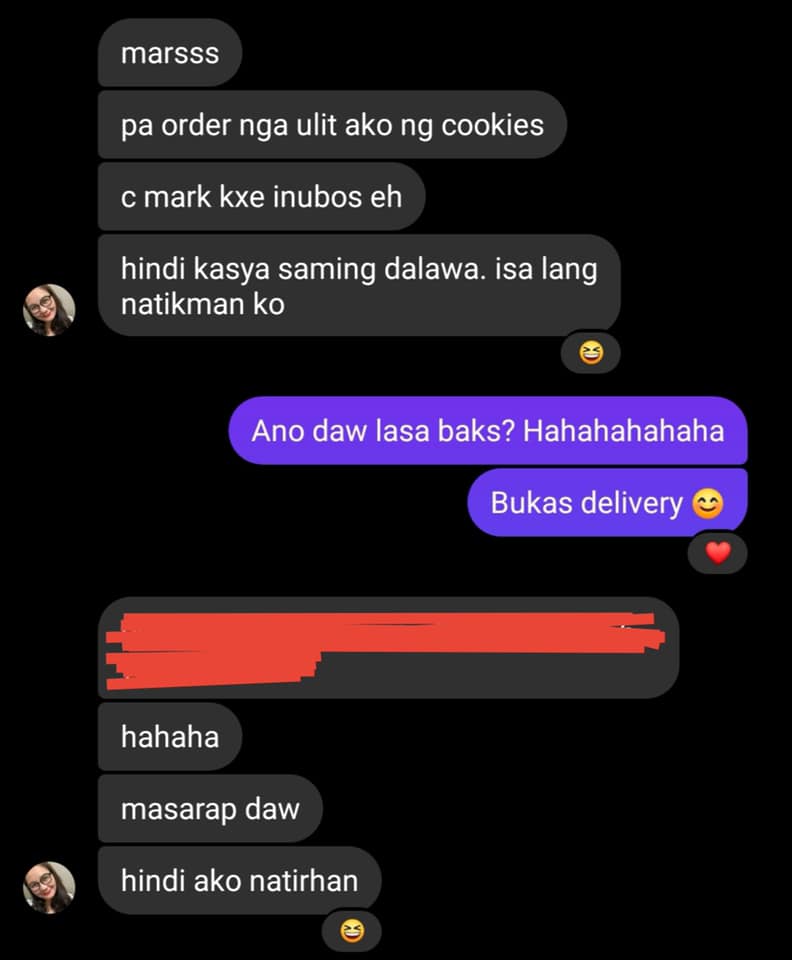 marsss
pa order nga ulit ako ng cookies
c mark kxe inubos eh
hindi kasya saming dalawa. isa lang
natikman ko
Ano daw lasa baks? Hahahahahaha
Bukas delivery 😊
hahaha
masarap daw
hindi ako natirhan